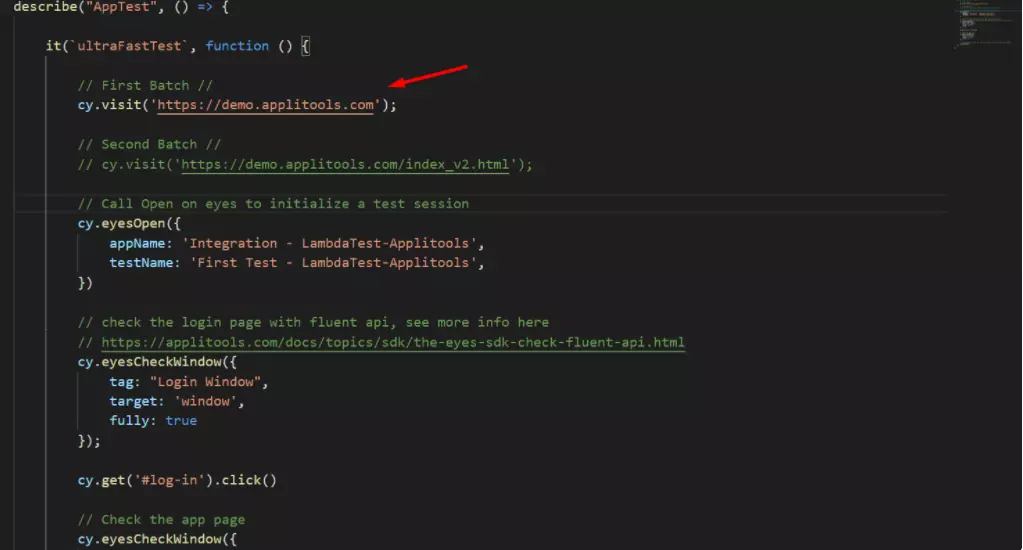 describe("AppTest", () => {
it(`ultraFastTest`, function () {
// First Batch //
cy.visit('https://demo.applitools.com');
// Second Batch //
// cy.visit('https://demo.applitools.com/index_v2.html');
// Call Open on eyes to initialize a test session
cy.eyesOpen({
appName: 'Integration - LambdaTest-Applitools',
testName: 'First Test - LambdaTest-Applitools',
})
// check the login page with fluent api, see more info here
// https://applitools.com/docs/topics/sdk/the-eyes-sdk-check-fluent-api.html
cy.eyesCheckWindow({
tag: "Login Window",
target: 'window',
fully: true
});
cy.get('#log-in').click()
// Check the app page
cy.eyesCheckWindow({